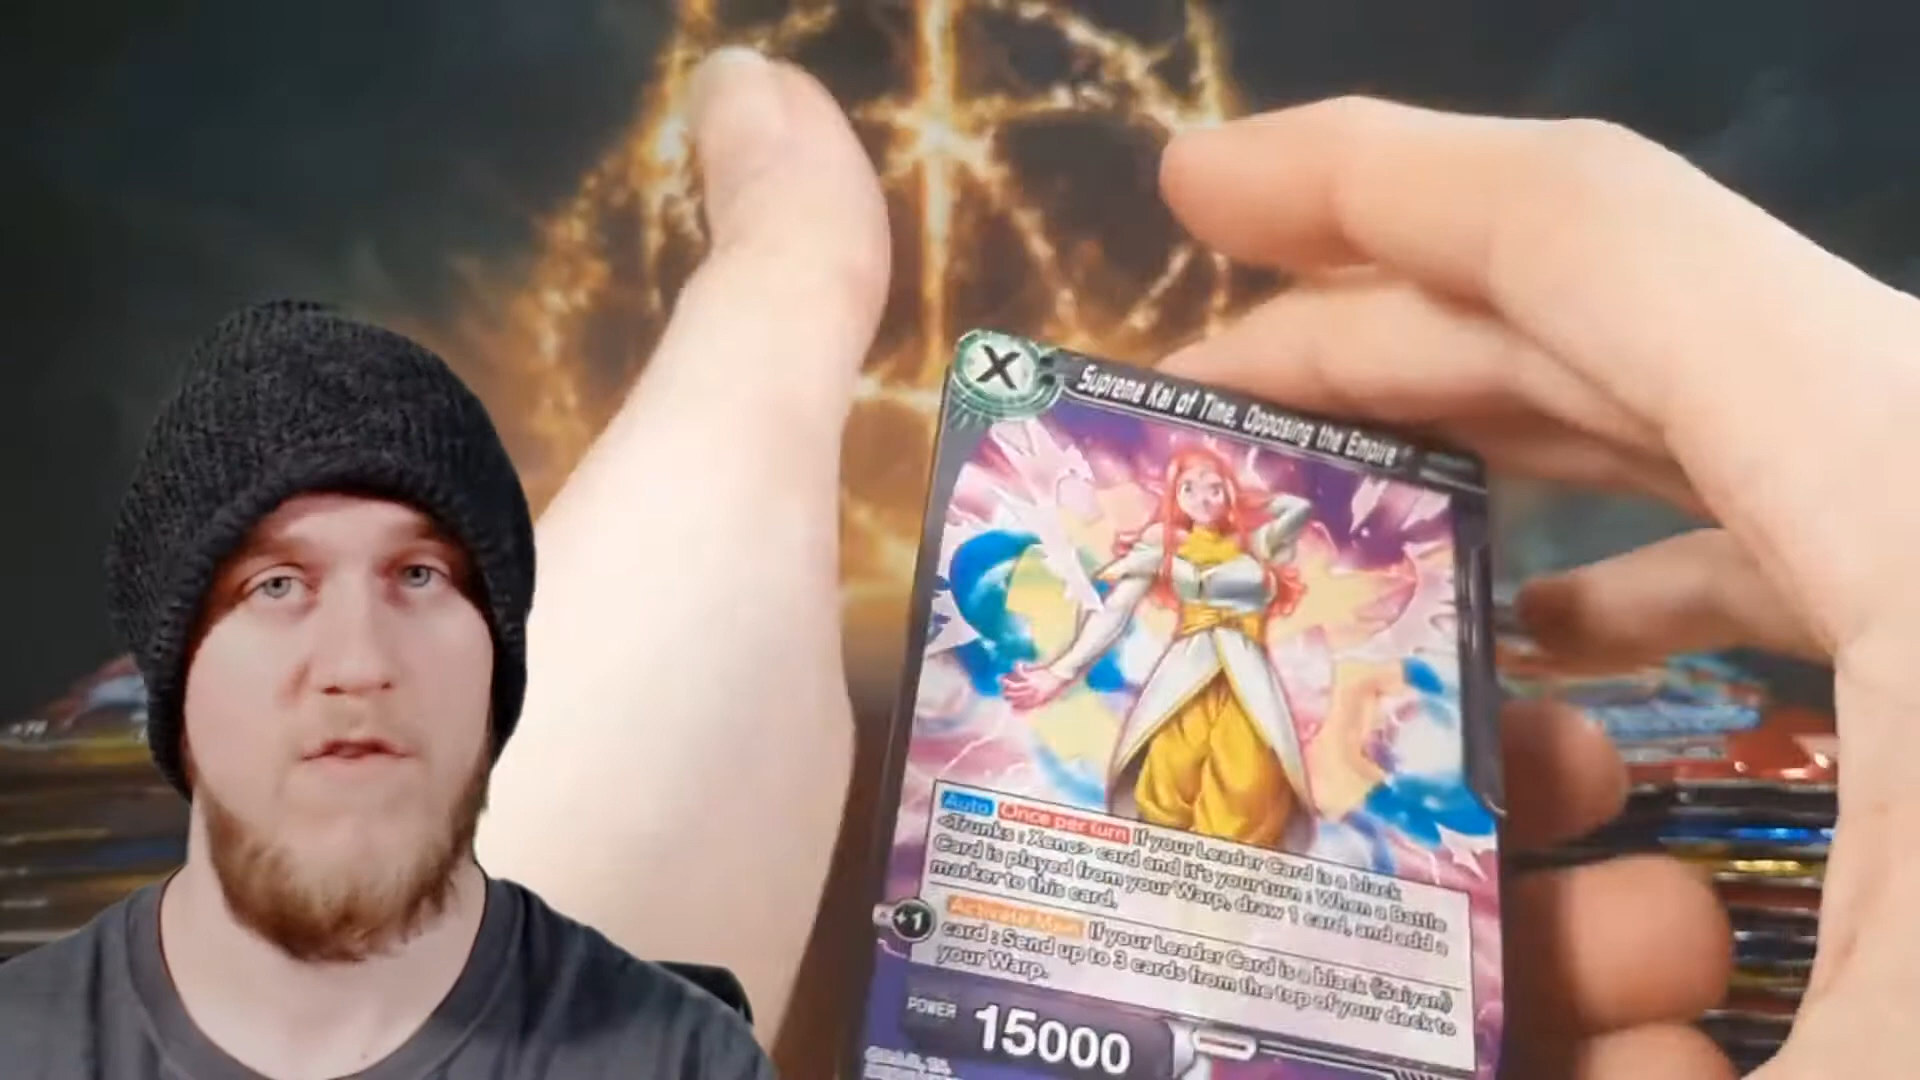 X
Supreme Kai of Time, Opposing the Empire
Auto Once per turn If your Leader Card is a black
<Trunks : Xeno> card and it's your turn : When a Battle
Card is played from your Warp, draw 1 card, and add a
marker to this card.
+1
Activate Main If your Leader Card is a black 《Saiyan》
card : Send up to 3 cards from the top of your deck to
your Warp.
POWER
15000